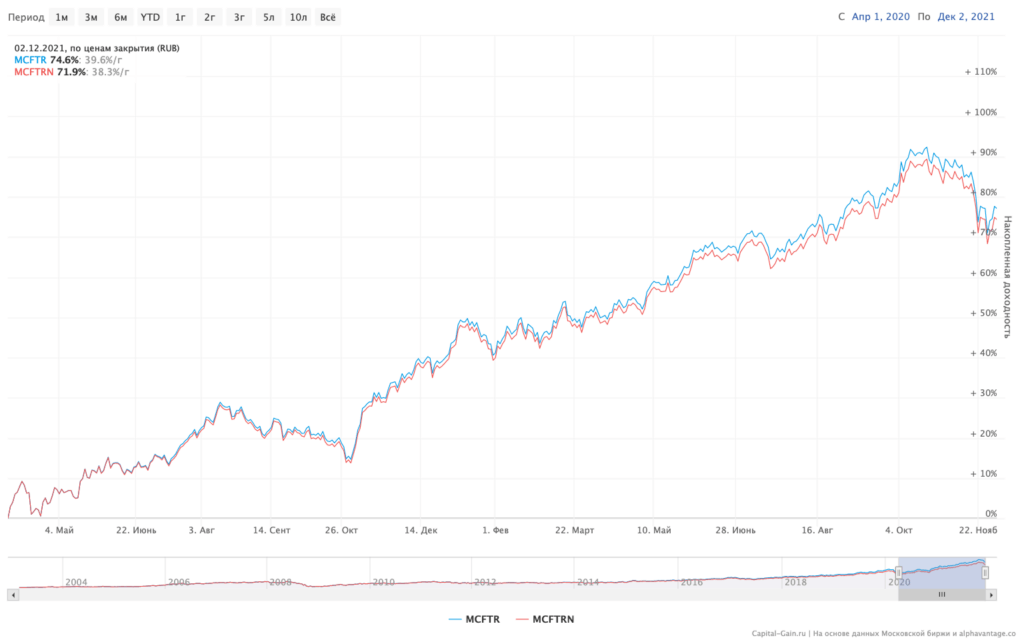 Период 1м 3м 6м YTD 1г 2г 3г 5л 10л Всё С Апр 1, 2020 По Дек 2, 2021
02.12.2021, по ценам закрытия (RUB)
MCFTR 74.6%: 39.6%/г
MCFTRN 71.9%: 38.3%/г
+ 110%
+ 100%
+ 90%
+ 80%
+ 70%
+ 60%
+ 50%
+ 40%
+ 30%
+ 20%
+ 10%
0%
Накопленная доходность
4. Май 22. Июнь 3. Авг 14. Сент 26. Окт 14. Дек 1. Фев 22. Март 10. Май 28. Июнь 16. Авг 4. Окт 22. Нояб
2004 2006 2008 2010 2012 2014 2016 2018 2020
MCFTR MCFTRN
Capital-Gain.ru | На основе данных Московской биржи и alphavantage.co